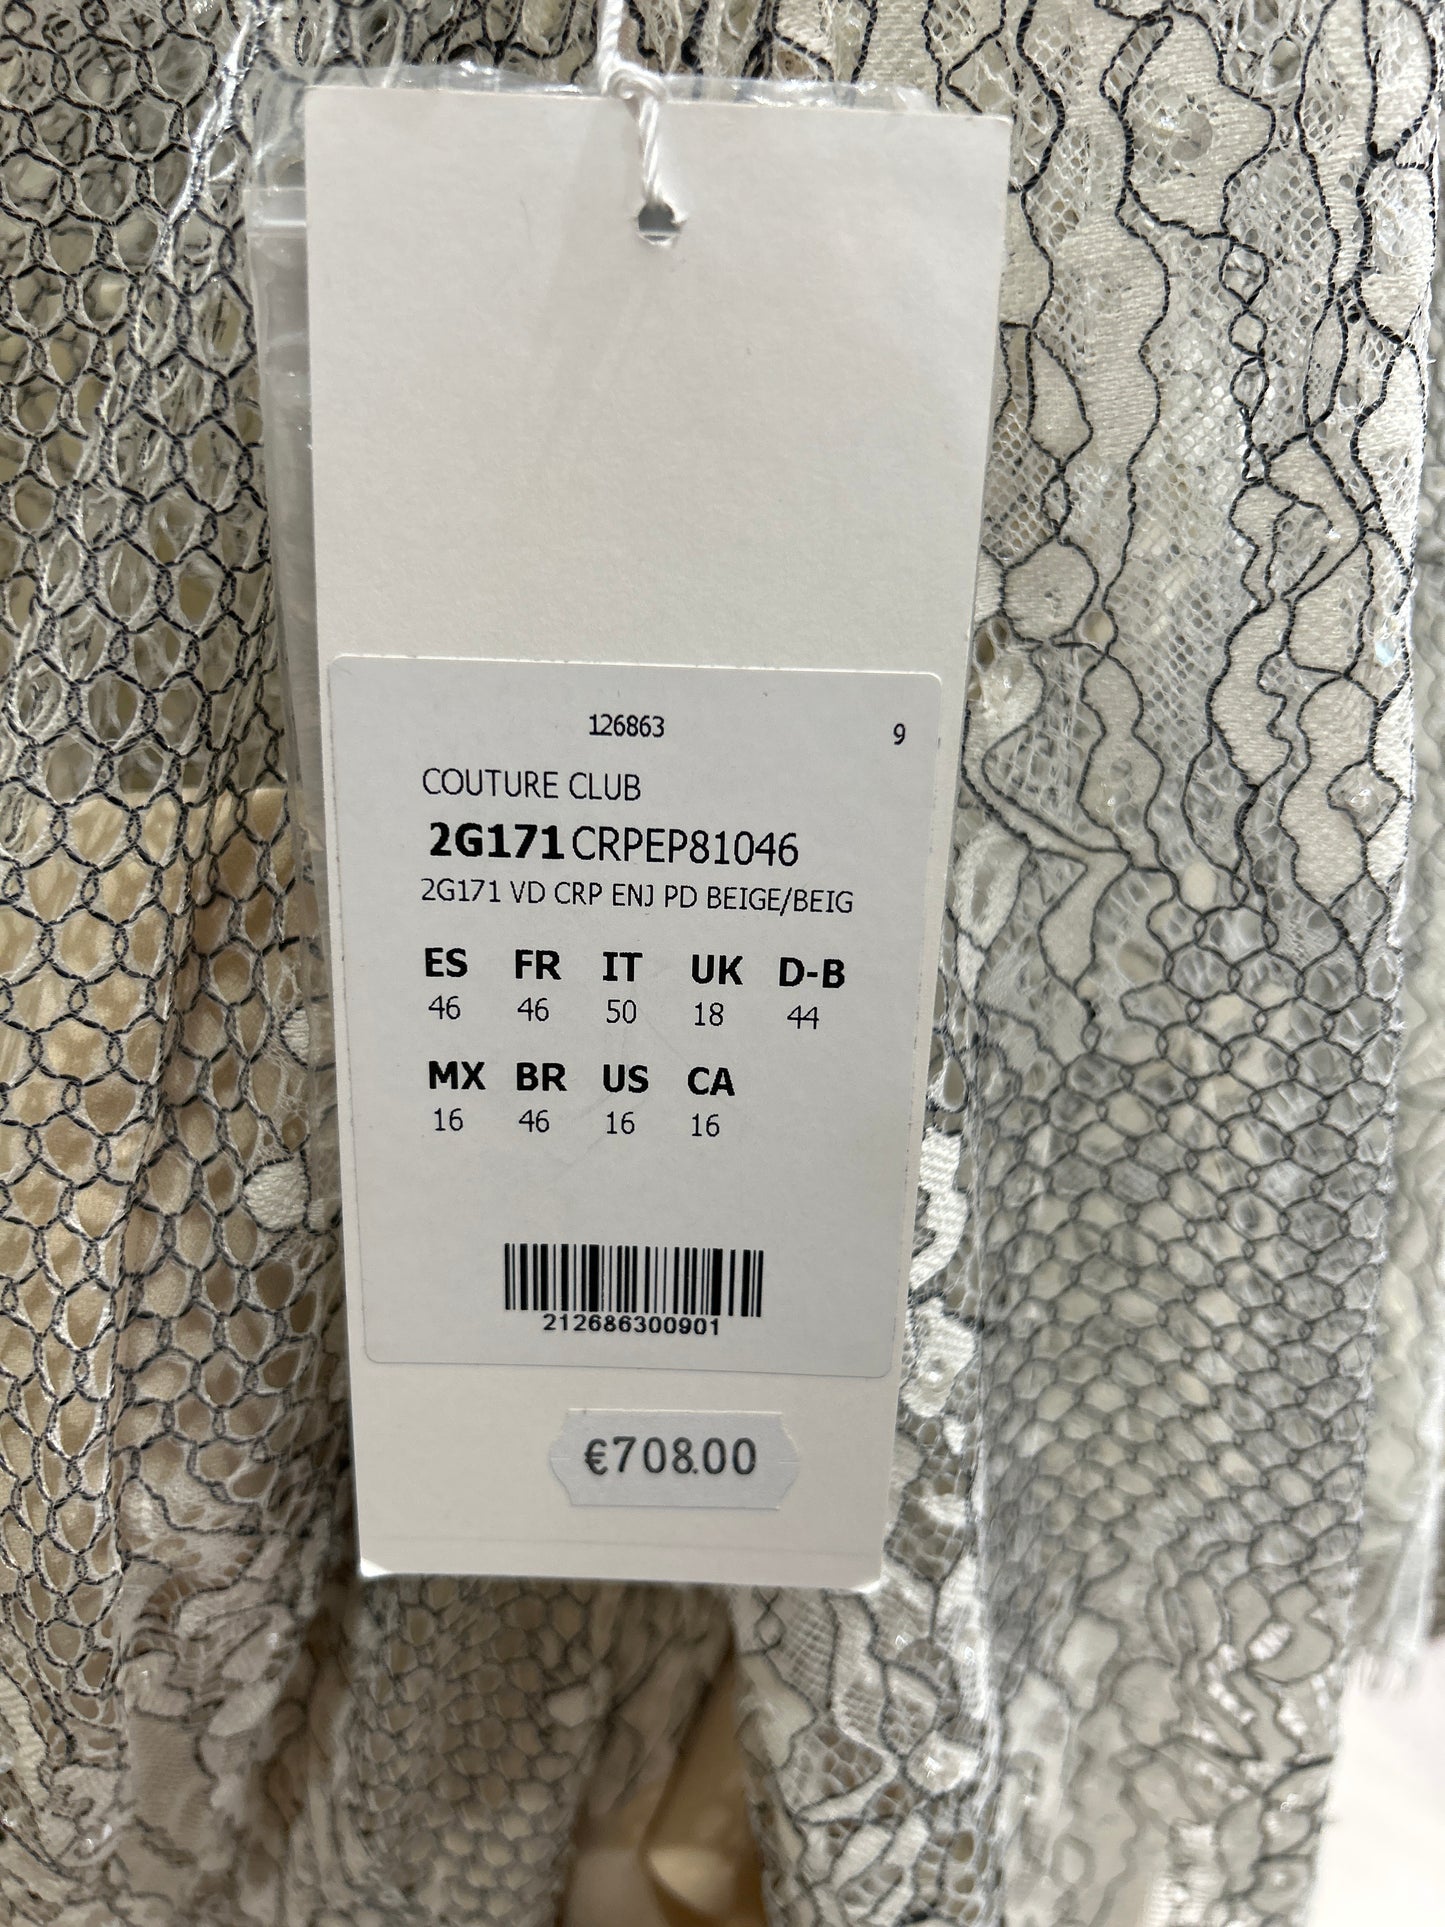 126863 9
COUTURE CLUB
2G171 CRPEP81046
2G171 VD CRP ENJ PD BEIGE/BEIG
ES FR IT UK D-B
46 46 50 18 44
MX BR US CA
16 46 16 16
212686300901
€708.00